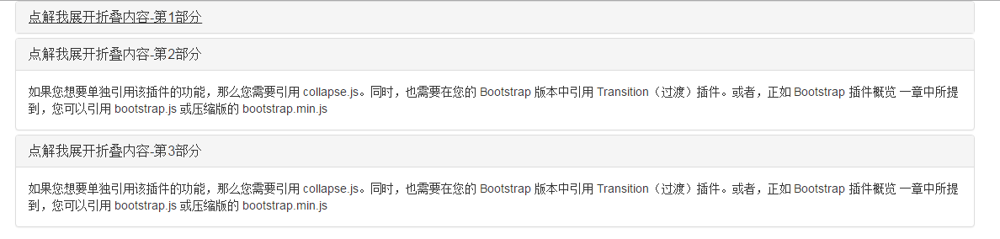 点解我展开折叠内容-第1部分
点解我展开折叠内容-第2部分
如果您想要单独引用该插件的功能，那么您需要引用 collapse.js。同时，也需要在您的 Bootstrap 版本中引用 Transition（过渡）插件。或者，正如 Bootstrap 插件概览 一章中所提
到，您可以引用 bootstrap.js 或压缩版的 bootstrap.min.js
点解我展开折叠内容-第3部分
如果您想要单独引用该插件的功能，那么您需要引用 collapse.js。同时，也需要在您的 Bootstrap 版本中引用 Transition（过渡）插件。或者，正如 Bootstrap 插件概览 一章中所提
到，您可以引用 bootstrap.js 或压缩版的 bootstrap.min.js